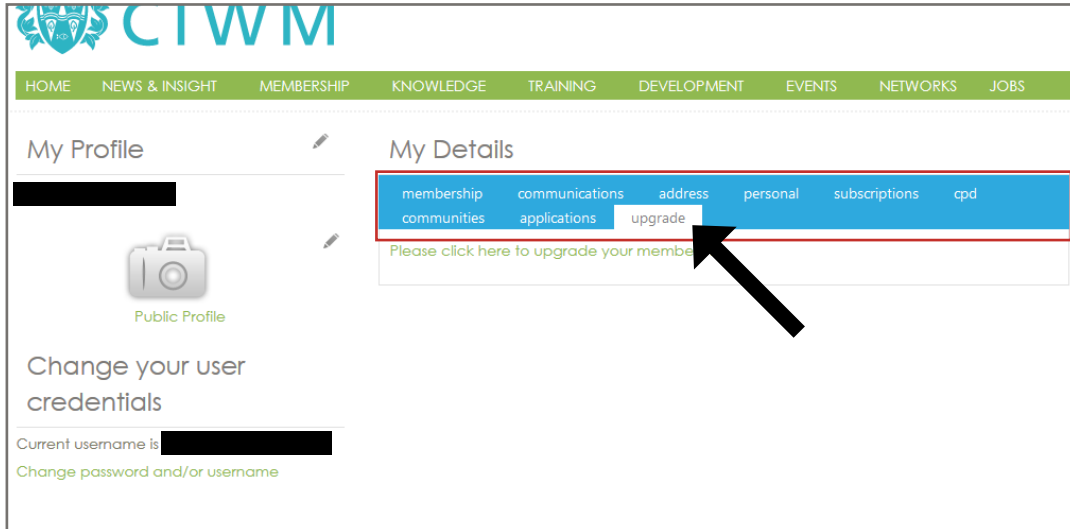 CIWM
HOME NEWS & INSIGHT MEMBERSHIP KNOWLEDGE TRAINING DEVELOPMENT EVENTS NETWORKS JOBS
My Profile
My Details
membership communications address personal subscriptions cpd
communities applications upgrade
Please click here to upgrade your membe
Public Profile
Change your user
credentials
Current username is
Change password and/or username